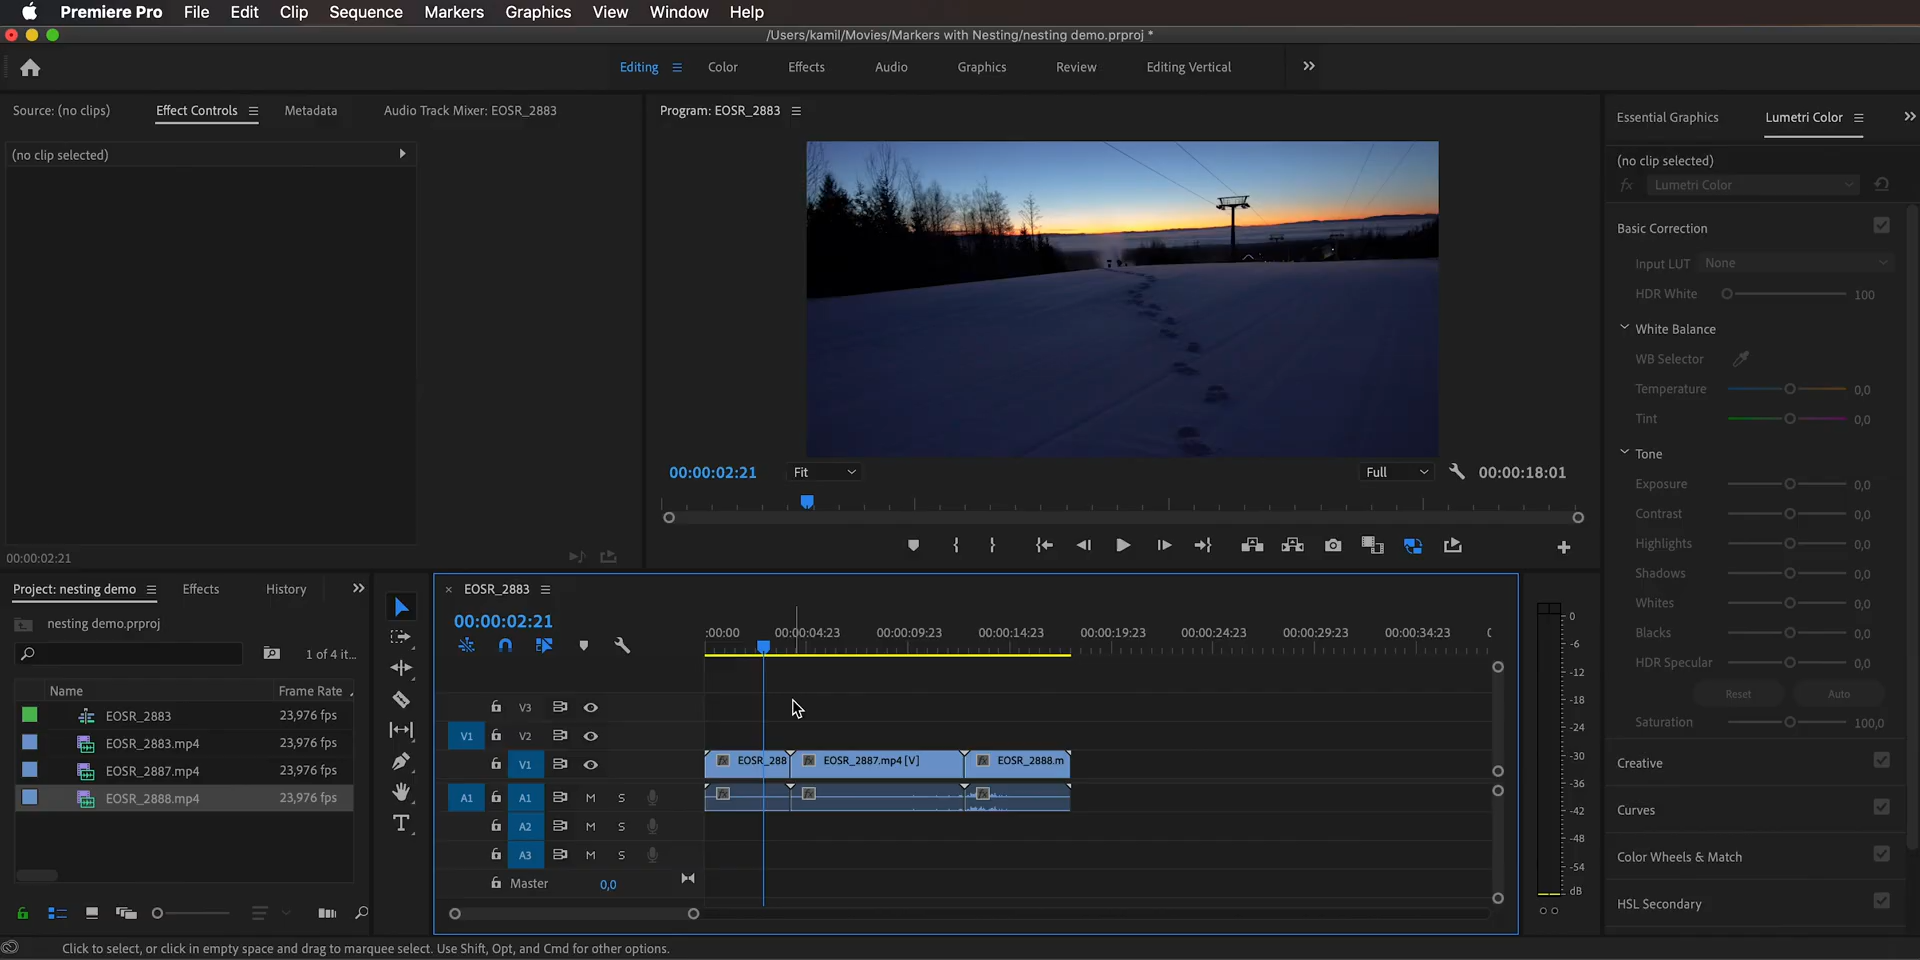 Premiere Pro File Edit Clip Sequence Markers Graphics View Window Help
/Users/kamil/Movies/Markers with Nesting/nesting demo.prproj *
Editing Color Effects Audio Graphics Review Editing Vertical
Source: (no clips) Effect Controls Metadata Audio Track Mixer: EOSR_2883
(no clip selected)
00:00:02:21
Program: EOSR_2883
00:00:02:21 Fit Full 00:00:18:01
Essential Graphics Lumetri Color
(no clip selected)
fx Lumetri Color
Basic Correction
Input LUT None
HDR White 100
White Balance
WB Selector
Temperature 0,0
Tint 0,0
Tone
Exposure 0,0
Contrast 0,0
Highlights 0,0
Shadows 0,0
Whites 0,0
Blacks 0,0
HDR Specular 0,0
Reset Auto
Saturation 100,0
Creative
Curves
Color Wheels & Match
HSL Secondary
Project: nesting demo Effects History
nesting demo.prproj
1 of 4 it...
Name Frame Rate
EOSR_2883 23,976 fps
EOSR_2883.mp4 23,976 fps
EOSR_2887.mp4 23,976 fps
EOSR_2888.mp4 23,976 fps
T
× EOSR_2883
00:00:02:21
:00:00 00:00:04:23 00:00:09:23 00:00:14:23 00:00:19:23 00:00:24:23 00:00:29:23 00:00:34:23
V3
V1 V2
V1 fx EOSR_288 fx EOSR_2887.mp4 [V] fx EOSR_2888.m
A1 A1 M S fx fx fx
A2 M S
A3 M S
Master 0,0
0
-6
-12
-18
-24
-30
-36
-42
-48
-54
dB
Click to select, or click in empty space and drag to marquee select. Use Shift, Opt, and Cmd for other options.